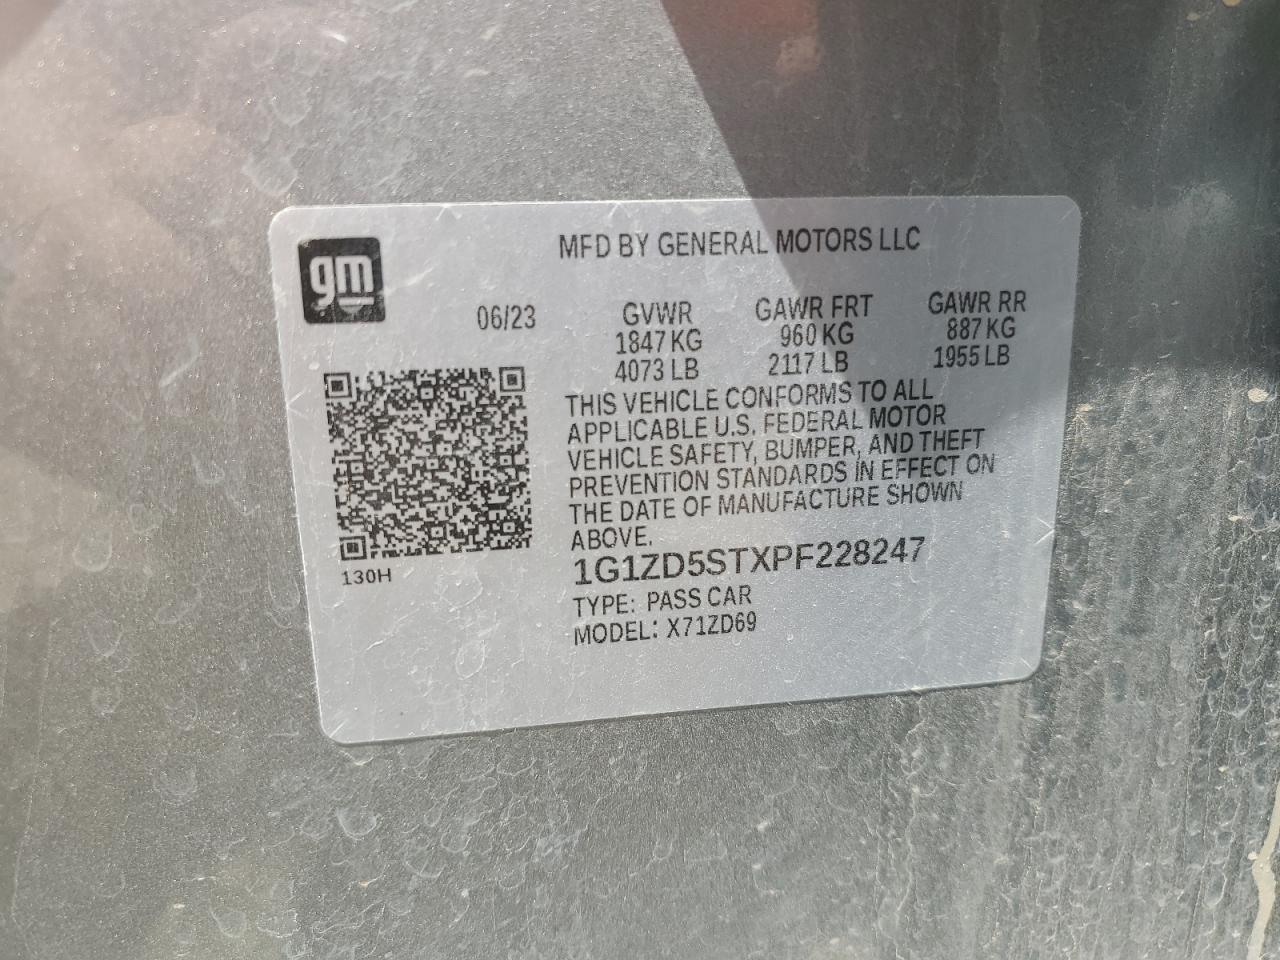 gm
MFD BY GENERAL MOTORS LLC
06/23
GVWR GAWR FRT GAWR RR
1847 KG 960 KG 887 KG
4073 LB 2117 LB 1955 LB
THIS VEHICLE CONFORMS TO ALL
APPLICABLE U.S. FEDERAL MOTOR
VEHICLE SAFETY, BUMPER, AND THEFT
PREVENTION STANDARDS IN EFFECT ON
THE DATE OF MANUFACTURE SHOWN
ABOVE.
130H
1G1ZD5STXPF228247
TYPE: PASS CAR
MODEL: X71ZD69